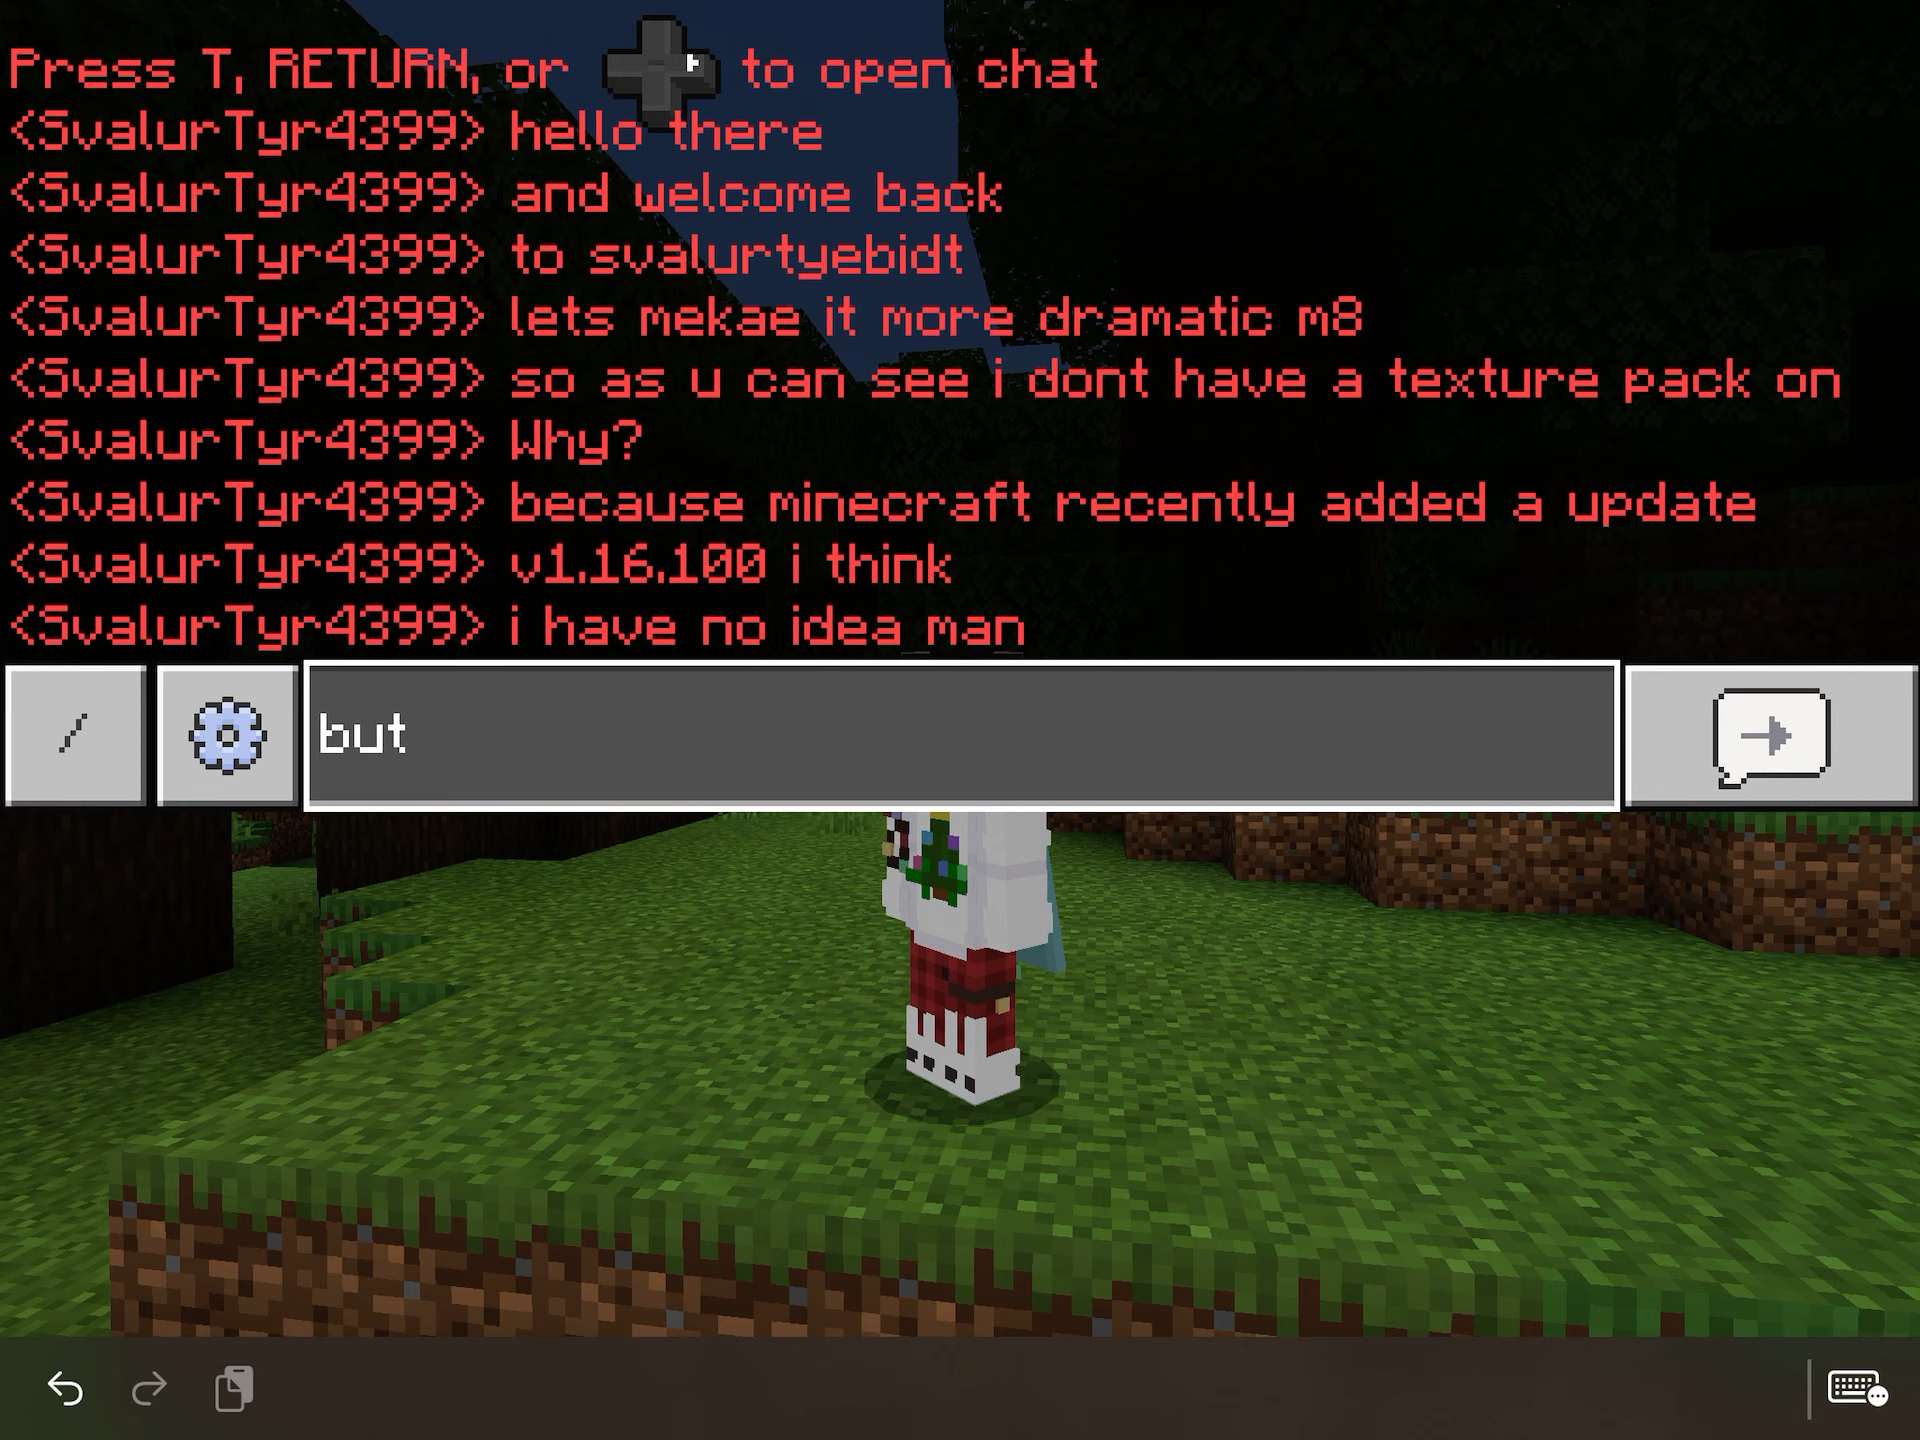 Press T, RETURN, or to open chat
<SvalurTyr4399> hello there
<SvalurTyr4399> and welcome back
<SvalurTyr4399> to svalurtyebidt
<SvalurTyr4399> lets mekae it more dramatic m8
<SvalurTyr4399> so as u can see i dont have a texture pack on
<SvalurTyr4399> Why?
<SvalurTyr4399> because minecraft recently added a update
<SvalurTyr4399> v1.16.100 i think
<SvalurTyr4399> i have no idea man
/
but